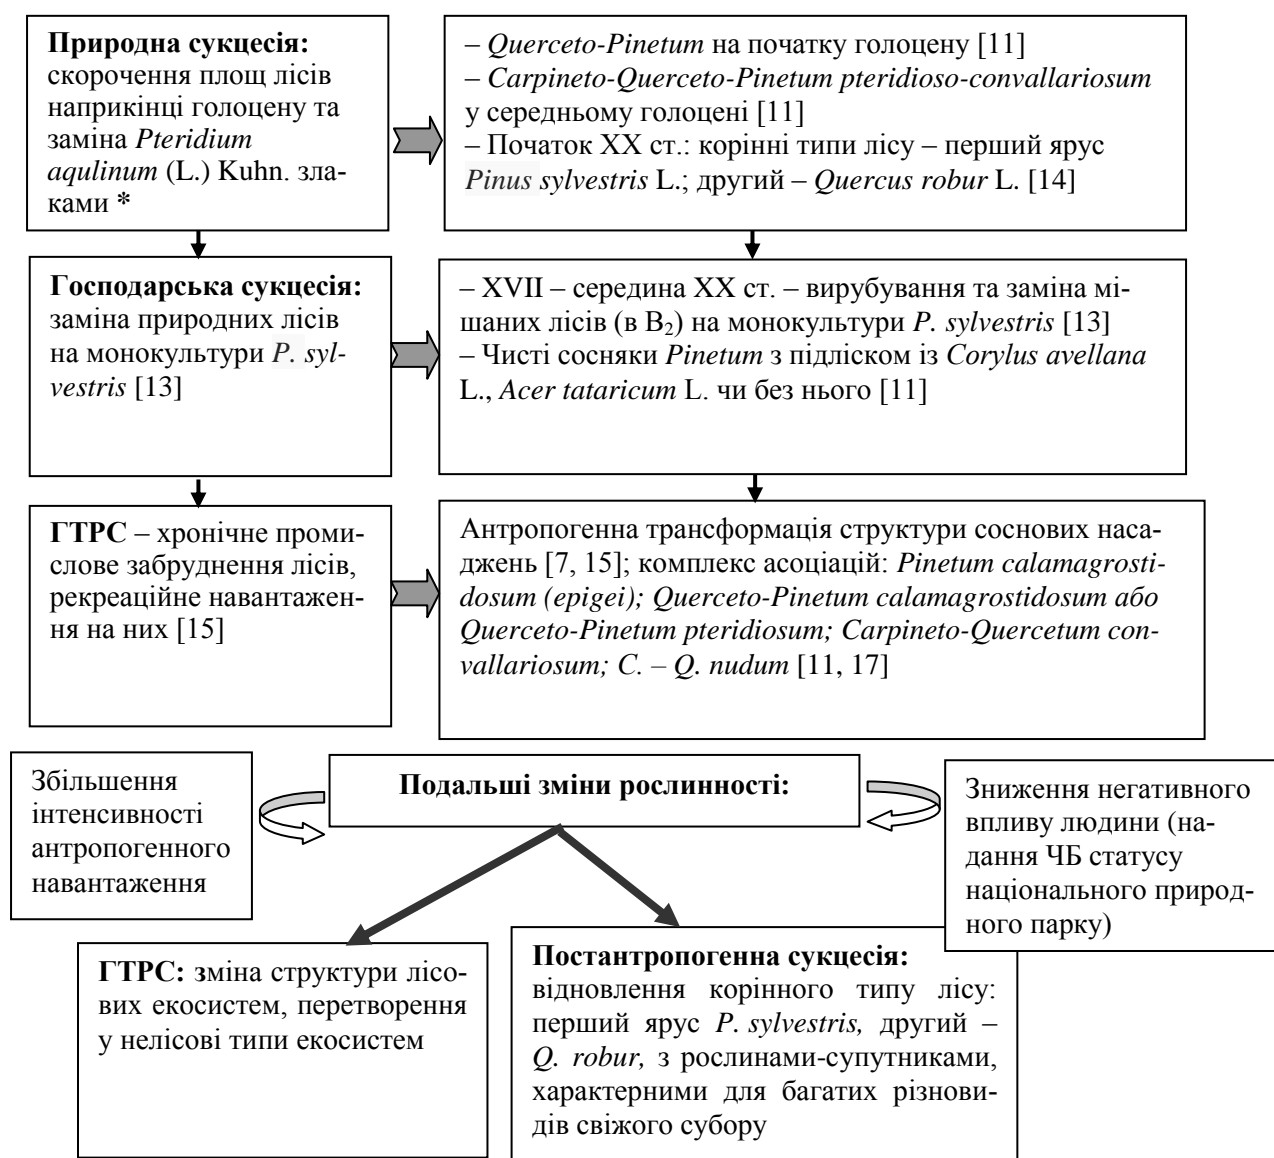 Природна сукцесія:
скорочення площ лісів
наприкінці голоцену та
заміна Pteridium
aqulinum (L.) Kuhn. зла-
ками *
– Querceto-Pinetum на початку голоцену [11]
– Carpineto-Querceto-Pinetum pteridioso-convallariosum
у середньому голоцені [11]
– Початок XX ст.: корінні типи лісу – перший ярус
Pinus sylvestris L.; другий – Quercus robur L. [14]
Господарська сукцесія:
заміна природних лісів
на монокультури P. syl-
vestris [13]
– XVII – середина XX ст. – вирубування та заміна мі-
шаних лісів (в В₂) на монокультури P. sylvestris [13]
– Чисті сосняки Pinetum з підліском із Corylus avellana
L., Acer tataricum L. чи без нього [11]
ГТРС – хронічне проми-
слове забруднення лісів,
рекреаційне навантажен-
ня на них [15]
Антропогенна трансформація структури соснових наса-
джень [7, 15]; комплекс асоціацій: Pinetum calamagrosti-
dosum (epigei); Querceto-Pinetum calamagrostidosum або
Querceto-Pinetum pteridiosum; Carpineto-Quercetum con-
vallariosum; C. – Q. nudum [11, 17]
Збільшення
інтенсивності
антропогенного
навантаження
Подальші зміни рослинності:
Зниження негативного
впливу людини (на-
дання ЧБ статусу
національного природ-
ного парку)
ГТРС: зміна структури лісо-
вих екосистем, перетворення
у нелісові типи екосистем
Постантропогенна сукцесія:
відновлення корінного типу лісу:
перший ярус P. sylvestris, другий –
Q. robur, з рослинами-супутниками,
характерними для багатих різнови-
дів свіжого субору